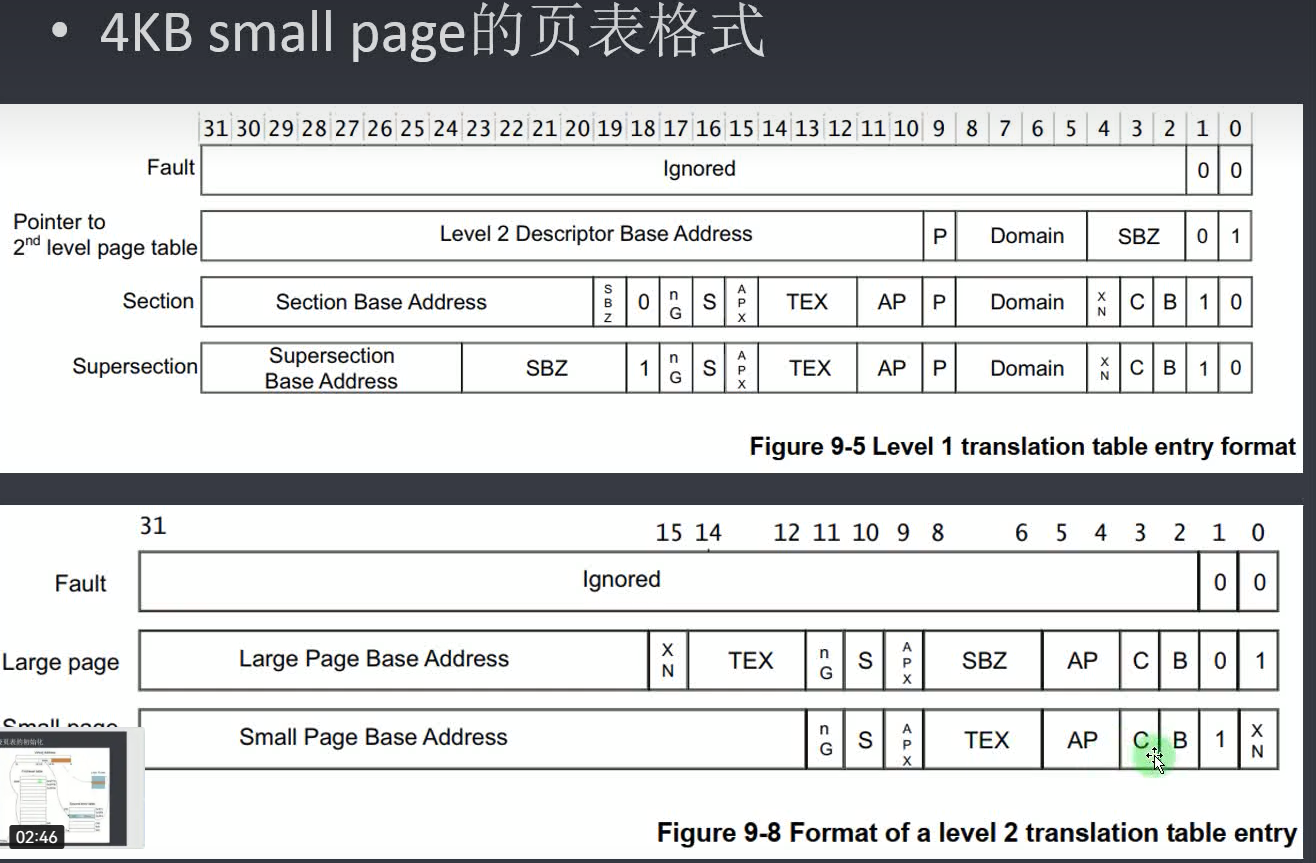 • 4KB small page的页表格式
31 30 29 28 27 26 25 24 23 22 21 20 19 18 17 16 15 14 13 12 11 10 9 8 7 6 5 4 3 2 1 0
Fault Ignored 0 0
Pointer to
2nd level page table Level 2 Descriptor Base Address P Domain SBZ 0 1
Section Section Base Address SBZ 0 nG S APX TEX AP P Domain XN C B 1 0
Supersection Supersection Base Address SBZ 1 nG S APX TEX AP P Domain XN C B 1 0
Figure 9-5 Level 1 translation table entry format
31 15 14 12 11 10 9 8 6 5 4 3 2 1 0
Fault Ignored 0 0
Large page Large Page Base Address XN TEX nG S APX SBZ AP C B 0 1
Small page Small Page Base Address nG S APX TEX AP C B 1 XN
02:46
Figure 9-8 Format of a level 2 translation table entry